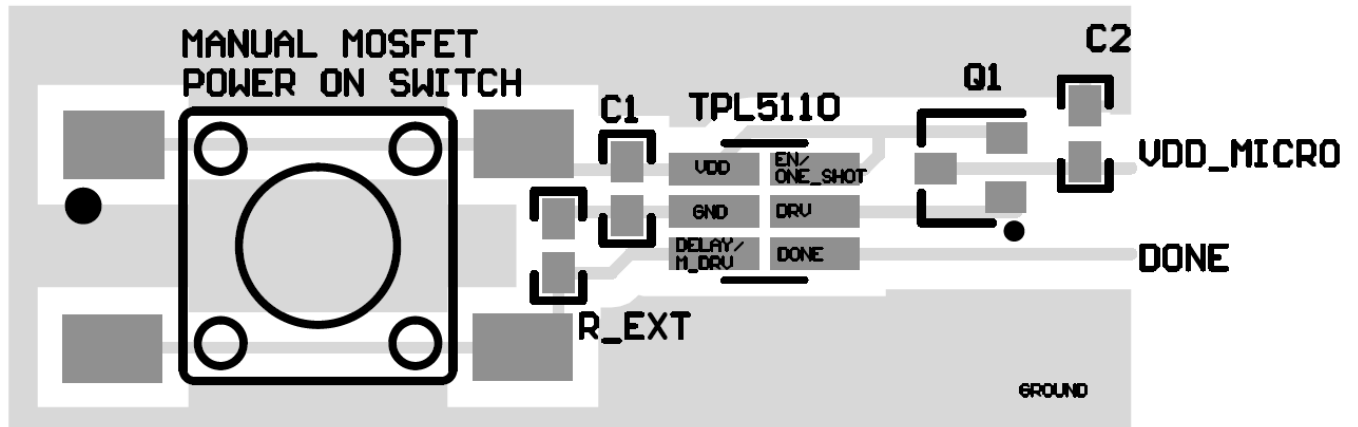 MANUAL MOSFET
POWER ON SWITCH
C1
TPL5110
Q1
C2
VDD
EN/
ONE_SHOT
VDD_MICRO
GND
DRV
DELAY/
M_DRV
DONE
DONE
R_EXT
GROUND